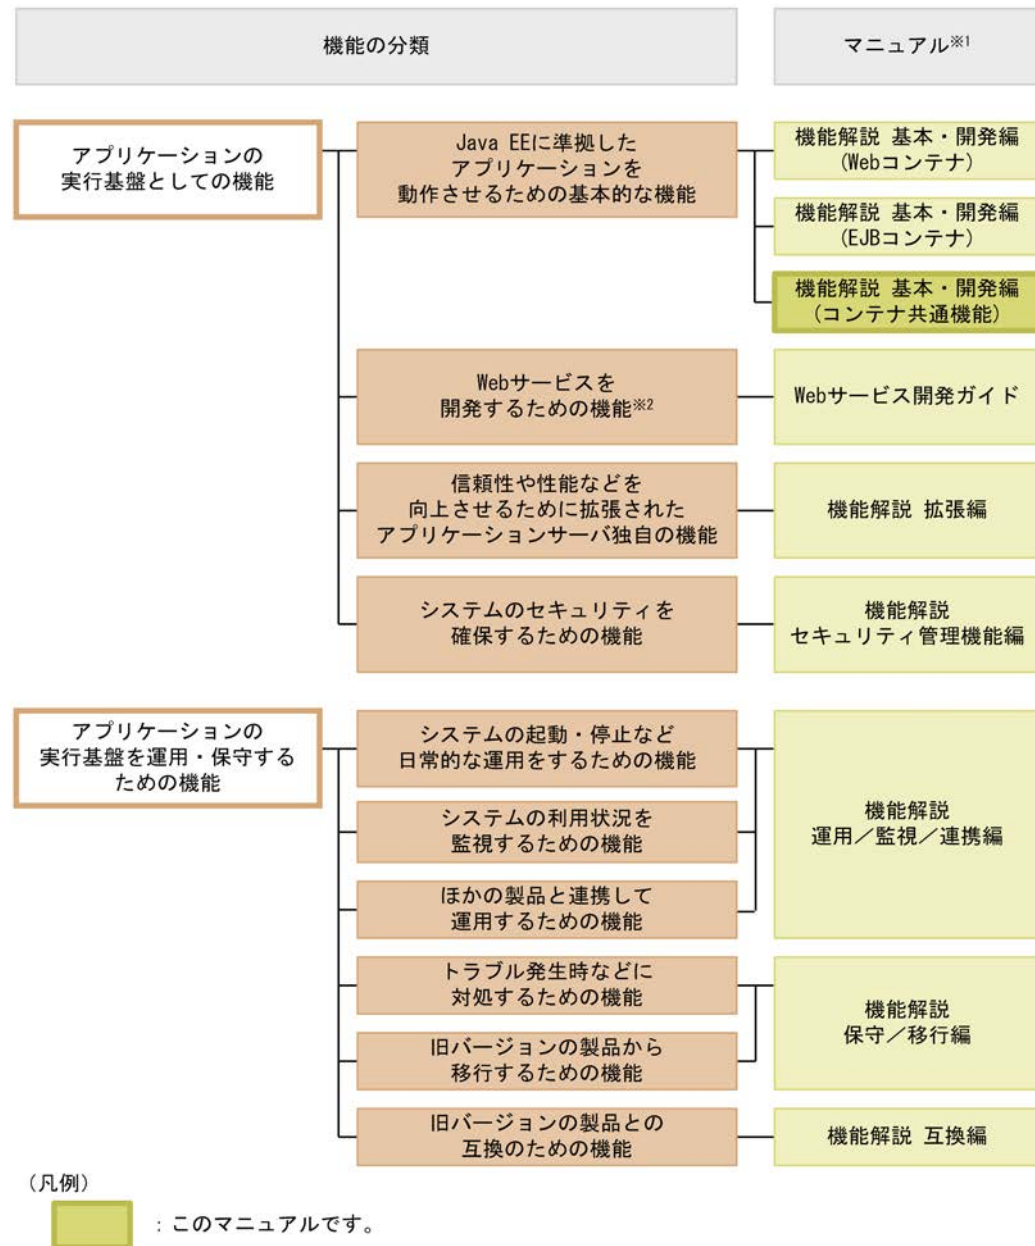 機能の分類
マニュアル※1
アプリケーションの
実行基盤としての機能
Java EEに準拠した
アプリケーションを
動作させるための基本的な機能
機能解説 基本・開発編
(Webコンテナ)
機能解説 基本・開発編
(EJBコンテナ)
機能解説 基本・開発編
(コンテナ共通機能)
Webサービスを
開発するための機能※2
Webサービス開発ガイド
信頼性や性能などを
向上させるために拡張された
アプリケーションサーバ独自の機能
機能解説 拡張編
システムのセキュリティを
確保するための機能
機能解説
セキュリティ管理機能編
アプリケーションの
実行基盤を運用・保守する
ための機能
システムの起動・停止など
日常的な運用をするための機能
システムの利用状況を
監視するための機能
ほかの製品と連携して
運用するための機能
機能解説
運用／監視／連携編
トラブル発生時などに
対処するための機能
旧バージョンの製品から
移行するための機能
機能解説
保守／移行編
旧バージョンの製品との
互換のための機能
機能解説 互換編
(凡例)
：このマニュアルです。